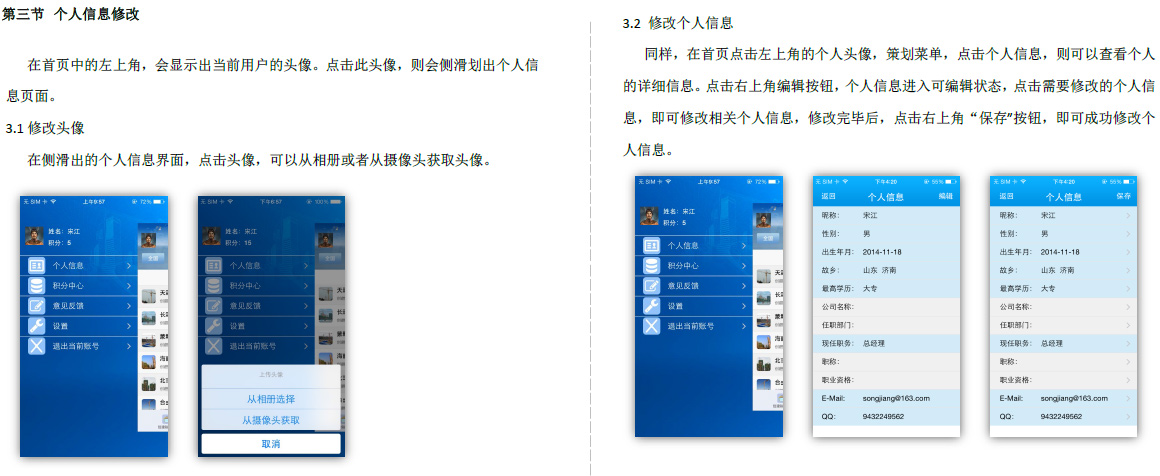 第三节 个人信息修改
在首页中的左上角，会显示出当前用户的头像。点击此头像，则会侧滑划出个人信
息页面。
3.1 修改头像
在侧滑出的个人信息界面，点击头像，可以从相册或者从摄像头获取头像。
无 SIM 卡 上午9:57 72%
姓名：宋江
积分：5
全国
个人信息
积分中心
意见反馈
设置
退出当前账号
无 SIM 卡 下午6:57 100%
姓名：宋江
积分：15
全国
个人信息
积分中心
意见反馈
设置
退出当前账号
上传头像
从相册选择
从摄像头获取
取消
3.2 修改个人信息
同样，在首页点击左上角的个人头像，策划菜单，点击个人信息，则可以查看个人
的详细信息。点击右上角编辑按钮，个人信息进入可编辑状态，点击需要修改的个人信
息，即可修改相关个人信息，修改完毕后，点击右上角“保存”按钮，即可成功修改个
人信息。
无 SIM 卡 上午9:57 72%
姓名：宋江
积分：5
全国
个人信息
积分中心
意见反馈
设置
退出当前账号
无 SIM 卡 下午4:20 55%
返回 个人信息 编辑
昵称： 宋江
性别： 男
出生年月： 2014-11-18
故乡： 山东 济南
最高学历： 大专
公司名称：
任职部门：
现任职务： 总经理
职称：
职业资格：
E-Mail: songjiang@163.com
QQ: 9432249562
无 SIM 卡 下午4:20 55%
返回 个人信息 保存
昵称： 宋江
性别： 男
出生年月： 2014-11-18
故乡： 山东 济南
最高学历： 大专
公司名称：
任职部门：
现任职务： 总经理
职称：
职业资格：
E-Mail: songjiang@163.com
QQ: 9432249562